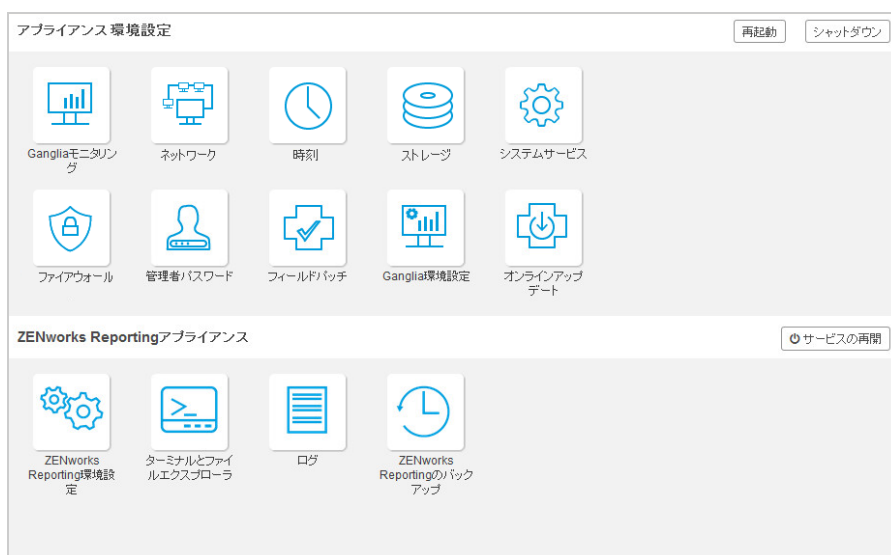 アプライアンス環境設定
再起動
シャットダウン
Gangliaモニタリン
グ
ネットワーク
時刻
ストレージ
システムサービス
ファイアウォール
管理者パスワード
フィールドパッチ
Ganglia環境設定
オンラインアップ
デート
ZENworks Reportingアプライアンス
サービスの再開
ZENworks
Reporting環境設
定
ターミナルとファイ
ルエクスプローラ
ログ
ZENworks
Reportingのバック
アップ